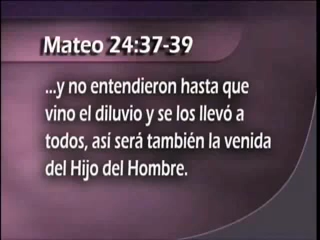 Mateo 24:37-39
...y no entendieron hasta que
vino el diluvio y se los llevó a
todos, así será también la venida
del Hijo del Hombre.